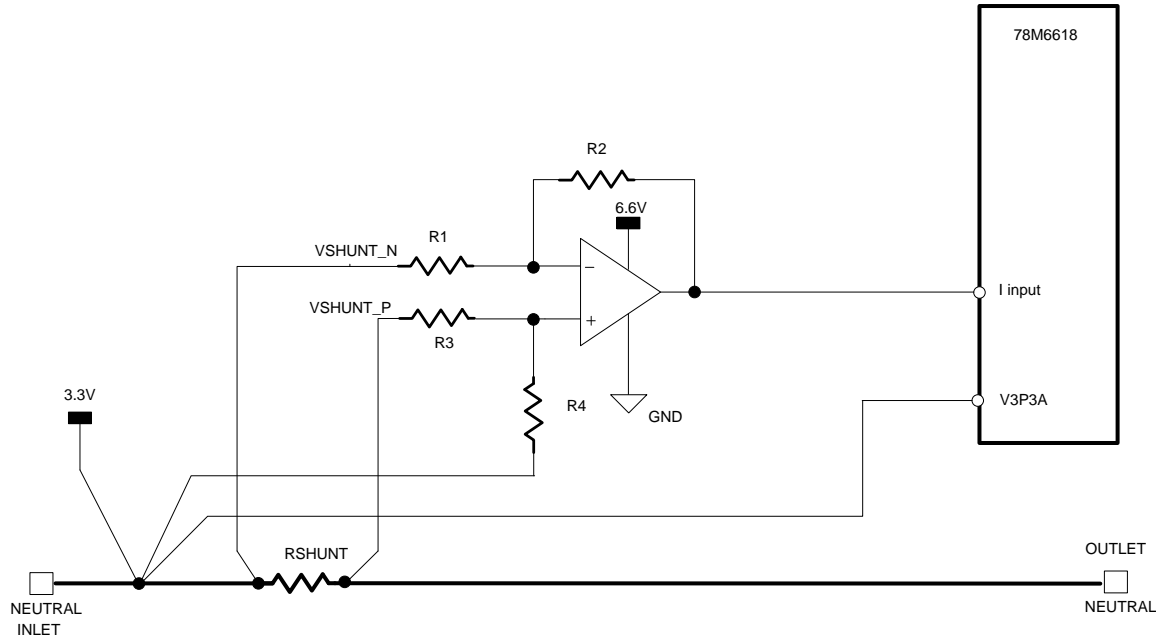 78M6618
R2
6.6V
R1
VSHUNT_N
I input
VSHUNT_P
R3
3.3V
R4
V3P3A
GND
RSHUNT
OUTLET
NEUTRAL
INLET
NEUTRAL